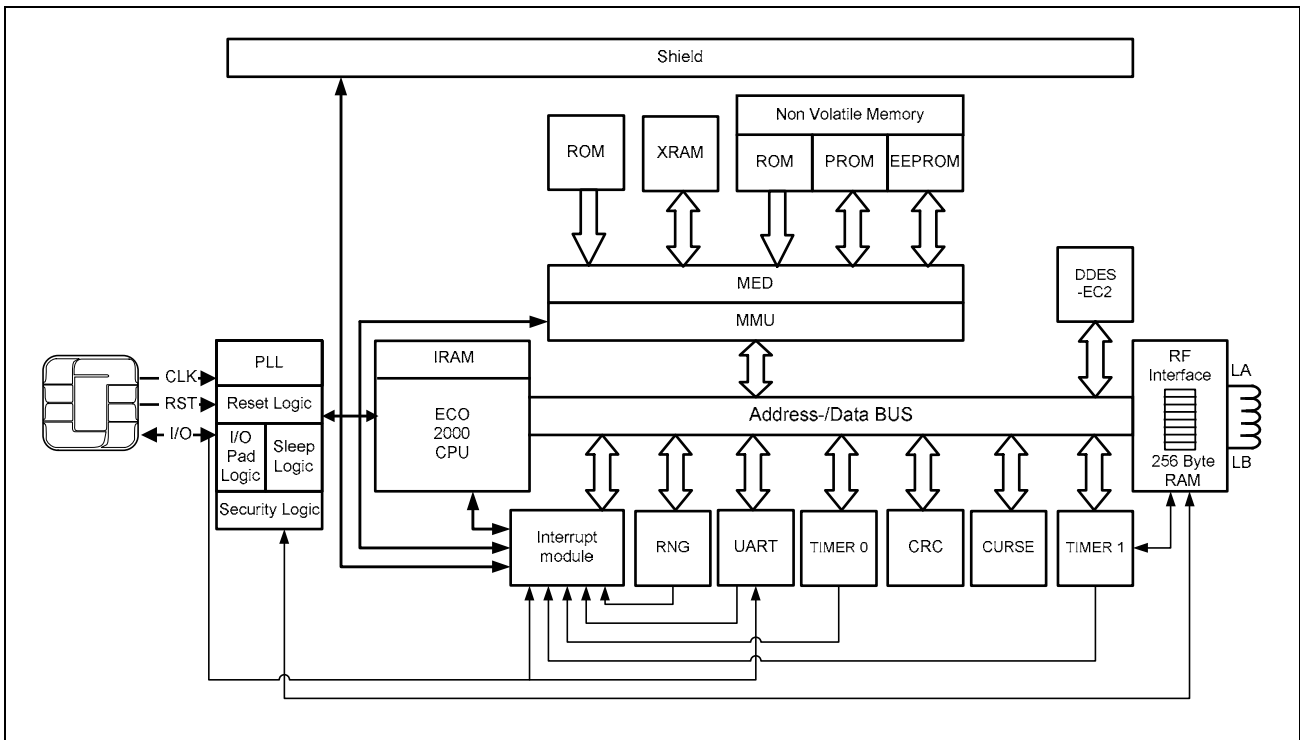 Shield
Non Volatile Memory
ROM
XRAM
ROM
PROM
EEPROM
MED
MMU
DDES
-EC2
CLK
RST
I/O
PLL
Reset Logic
I/O
Pad
Logic
Sleep
Logic
Security Logic
IRAM
ECO
2000
CPU
Address-/Data BUS
RF
Interface
256 Byte
RAM
LA
LB
Interrupt
module
RNG
UART
TIMER 0
CRC
CURSE
TIMER 1